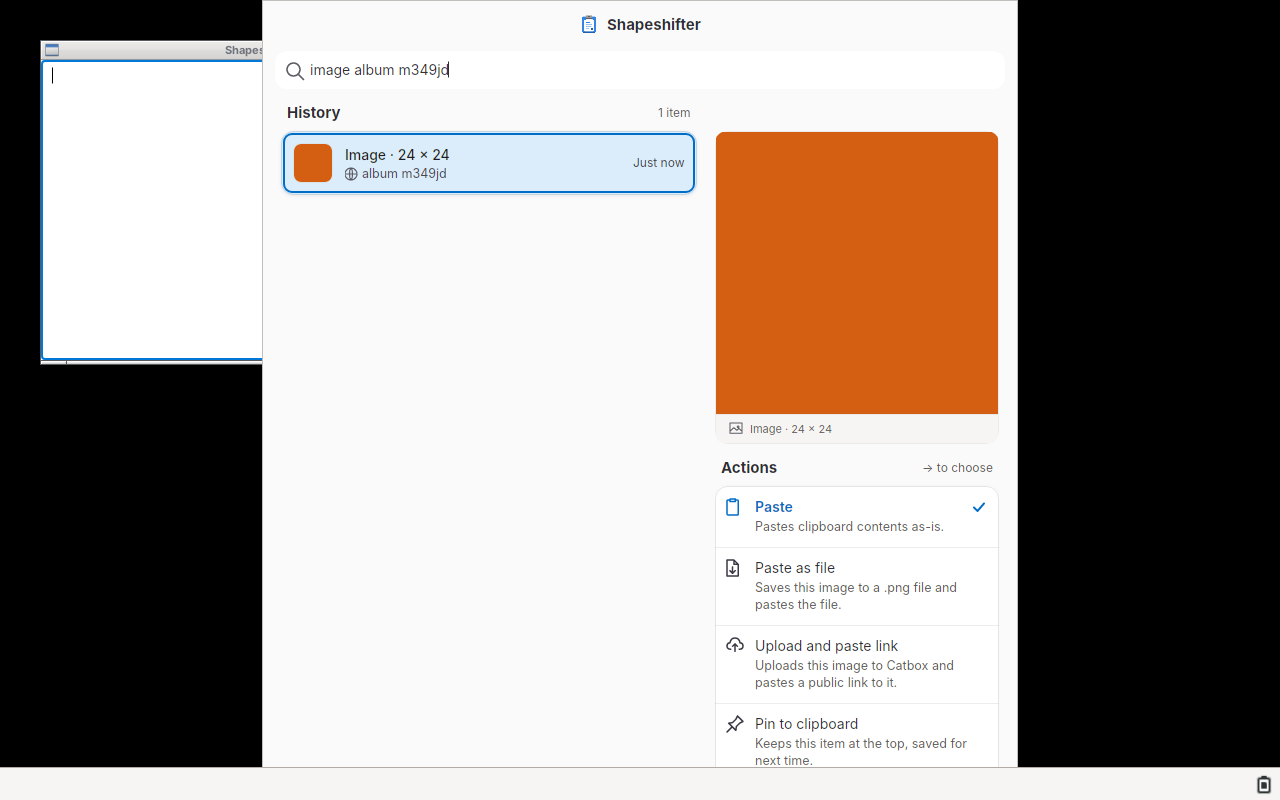 Shapeshifter
Shapes
image album m349jd
History
1 item
Image · 24 × 24
album m349jd
Just now
Image · 24 × 24
Actions
→ to choose
Paste
Pastes clipboard contents as-is.
Paste as file
Saves this image to a .png file and
pastes the file.
Upload and paste link
Uploads this image to Catbox and
pastes a public link to it.
Pin to clipboard
Keeps this item at the top, saved for
next time.